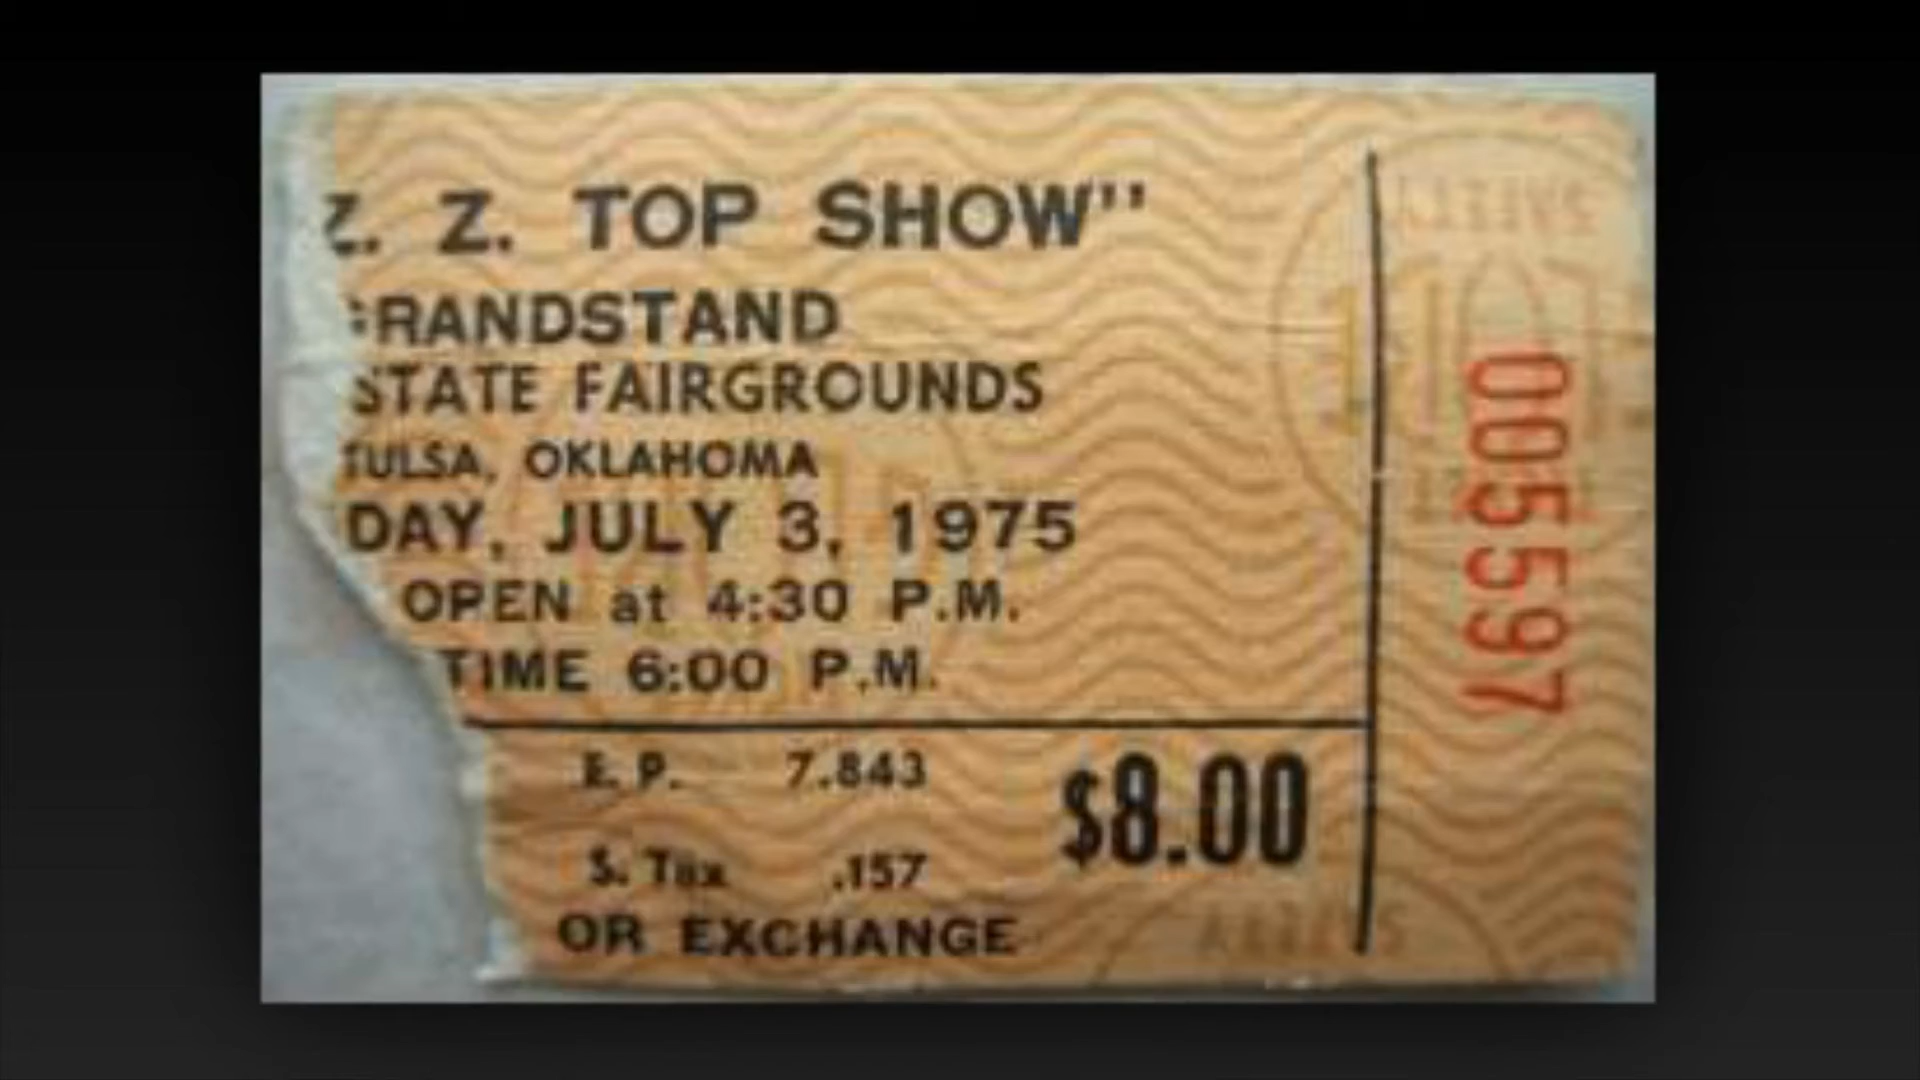 Z. Z. TOP SHOW"
GRANDSTAND
STATE FAIRGROUNDS
TULSA, OKLAHOMA
DAY, JULY 3, 1975
OPEN at 4:30 P.M.
TIME 6:00 P.M.
E. P. 7.843
S. Tax .157
$8.00
OR EXCHANGE
005597